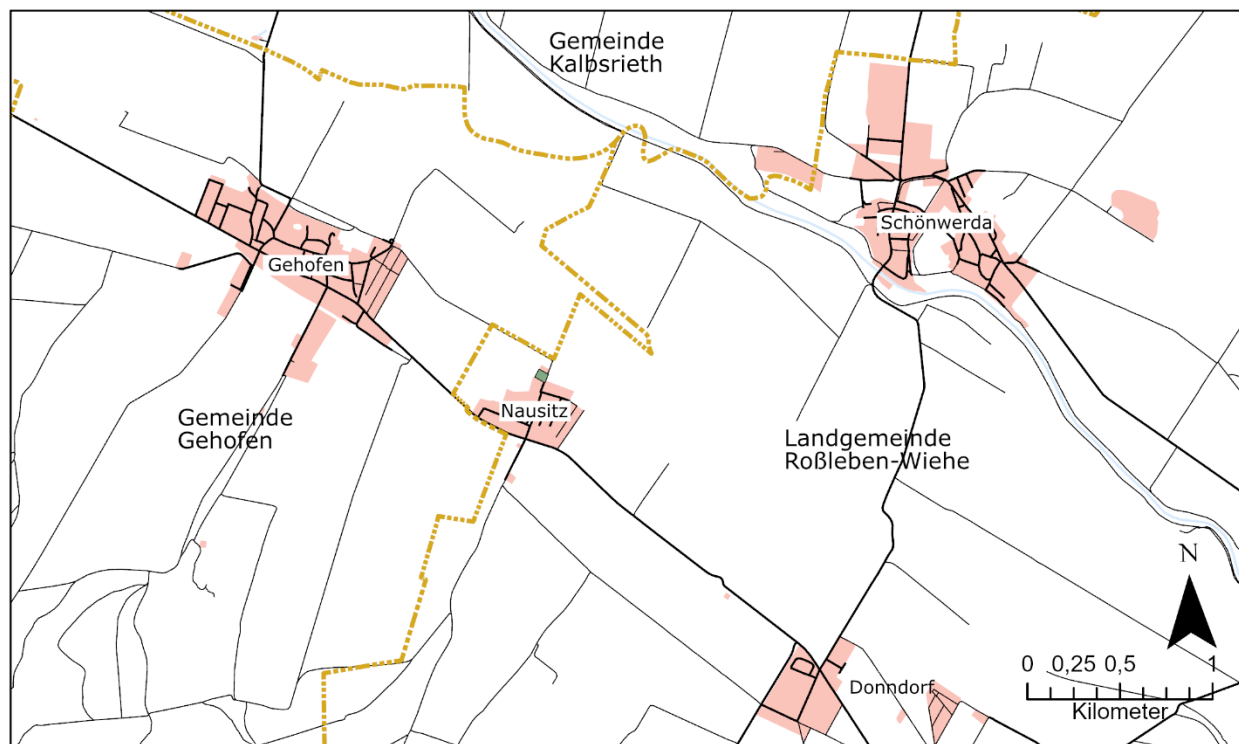 Gemeinde
Kalbsrieth
Schönwerda
Gehofen
Nausitz
Gemeinde
Gehofen
Landgemeinde
Roßleben-Wiehe
Donndorf
N
0 0,25 0,5 1
Kilometer